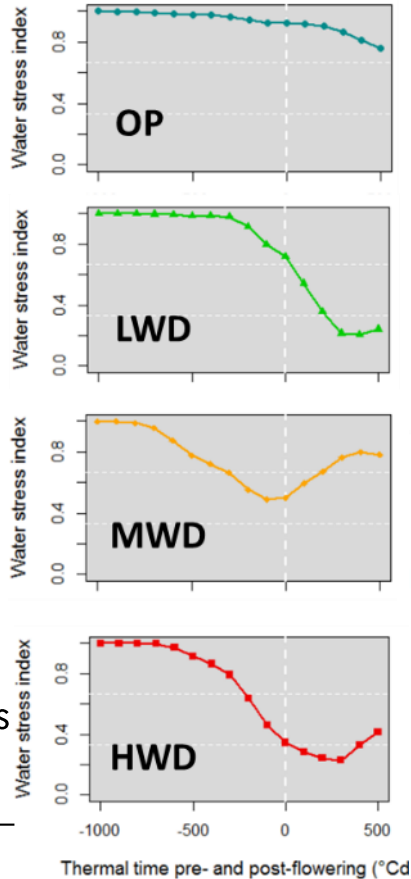 Water stress index
0.8
0.4
0.0
OP
Water stress index
0.8
0.4
0.0
LWD
Water stress index
0.8
0.4
0.0
MWD
Water stress index
0.8
0.4
0.0
HWD
s
-1000 -500 0 500
Thermal time pre- and post-flowering (°Cd